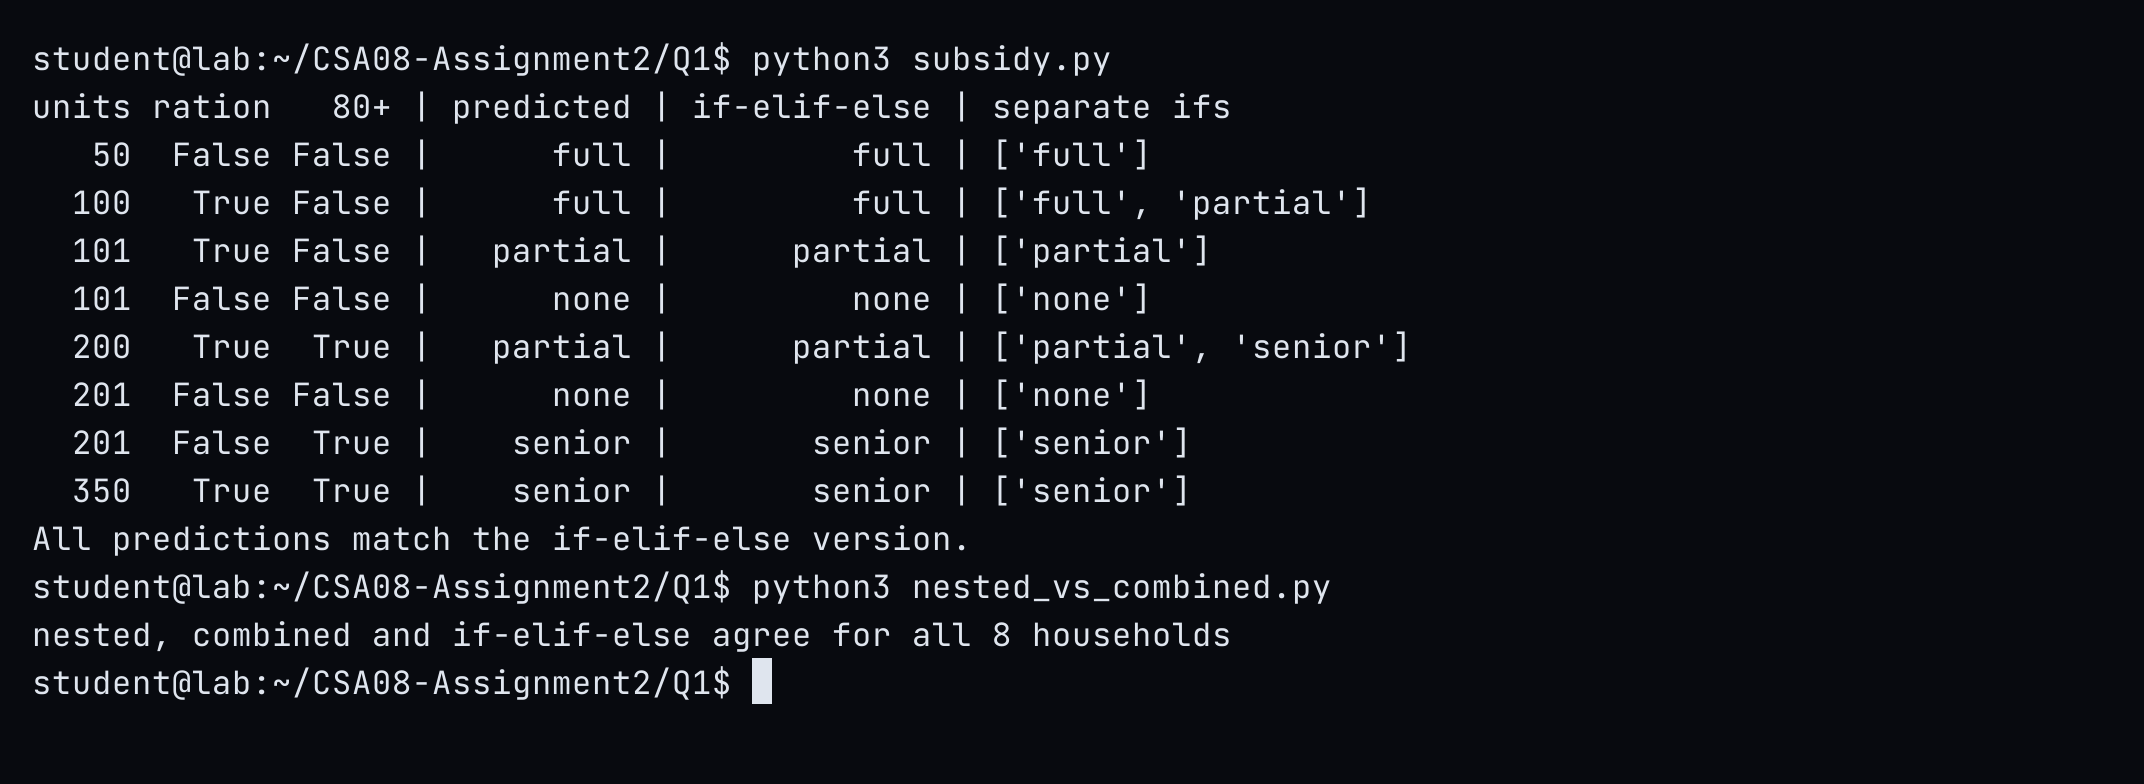 student@lab:~/CSA08-Assignment2/Q1$ python3 subsidy.py
units ration   80+ | predicted | if-elif-else | separate ifs
   50  False False |      full |         full | ['full']
  100   True False |      full |         full | ['full', 'partial']
  101   True False |   partial |      partial | ['partial']
  101  False False |      none |         none | ['none']
  200   True  True |   partial |      partial | ['partial', 'senior']
  201  False False |      none |         none | ['none']
  201  False  True |    senior |       senior | ['senior']
  350   True  True |    senior |       senior | ['senior']
All predictions match the if-elif-else version.
student@lab:~/CSA08-Assignment2/Q1$ python3 nested_vs_combined.py
nested, combined and if-elif-else agree for all 8 households
student@lab:~/CSA08-Assignment2/Q1$